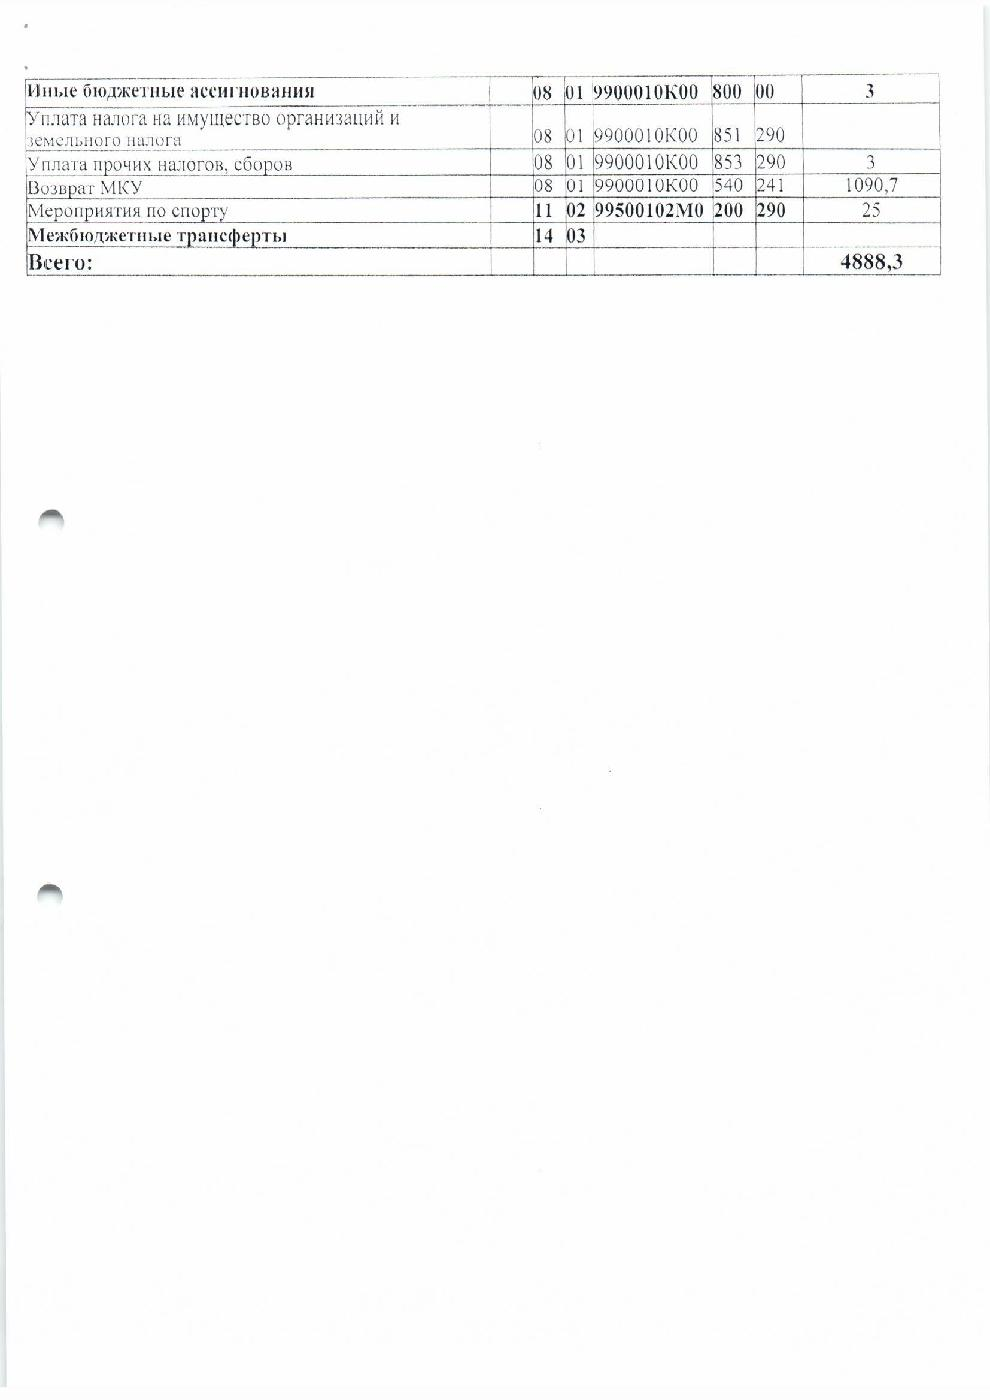 Иные бюджетные ассигнования 08 01 9900010К00 800 00 3
Уплата налога на имущество организаций и
земельного налога 08 01 9900010К00 851 290
Уплата прочих налогов, сборов 08 01 9900010К00 853 290 3
Возврат МКУ 08 01 9900010К00 540 241 1090,7
Мероприятия по спорту 11 02 99500102М0 200 290 25
Межбюджетные трансферты 14 03
Всего: 4888,3